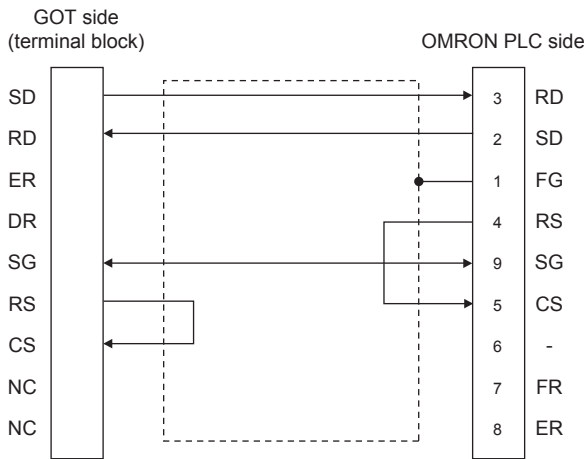 GOT side
(terminal block)
OMRON PLC side
SD 3 RD
RD 2 SD
ER 1 FG
DR 4 RS
SG 9 SG
RS 5 CS
CS 6 -
NC 7 FR
NC 8 ER